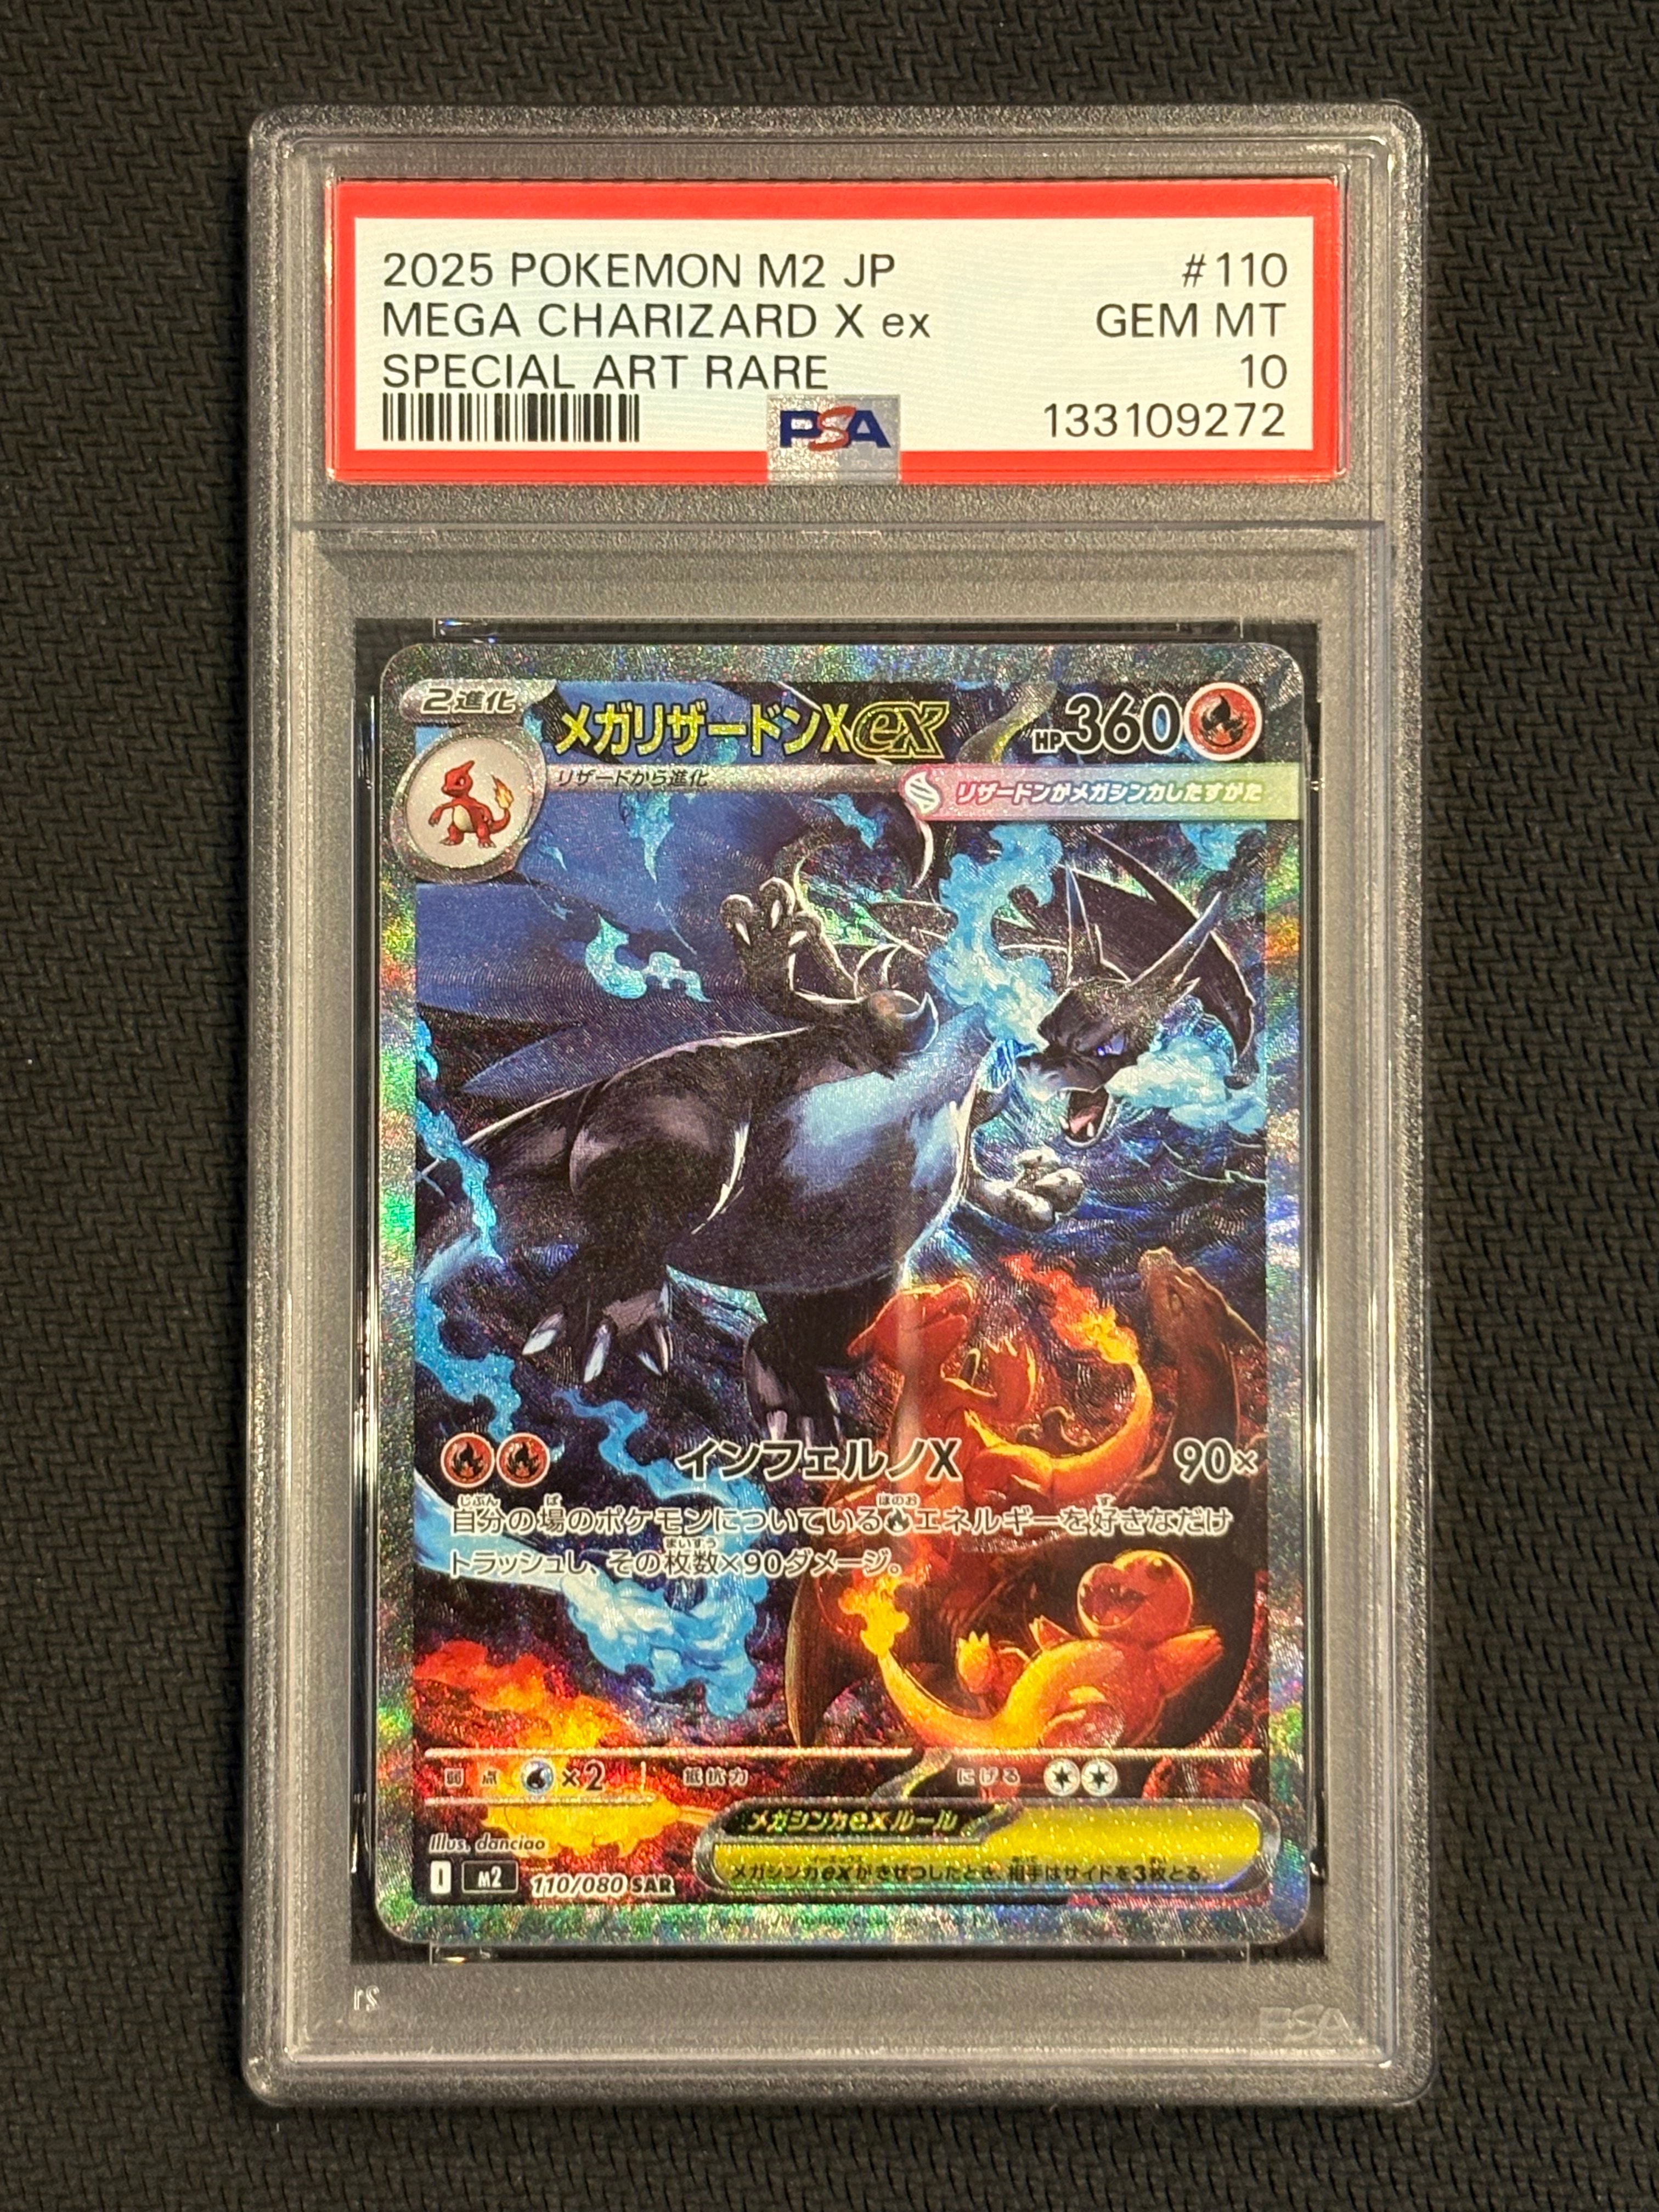 2025 POKEMON M2 JP #110
MEGA CHARIZARD X ex GEM MT
SPECIAL ART RARE 10
PSA 133109272
2進化 メガリザードンXex HP360
リザードから進化
リザードンがメガシンカしたすがた
インフェルノX 90×
自分の場のポケモンについているエネルギーを好きなだけ
トラッシュし、その枚数×90ダメージ。
弱点 ×2 抵抗力 にげる
メガシンカexルール
メガシンカexがきぜつしたとき、相手はサイドを3枚とる。
Illus. danciao
I M2 110/080 SAR
PSA